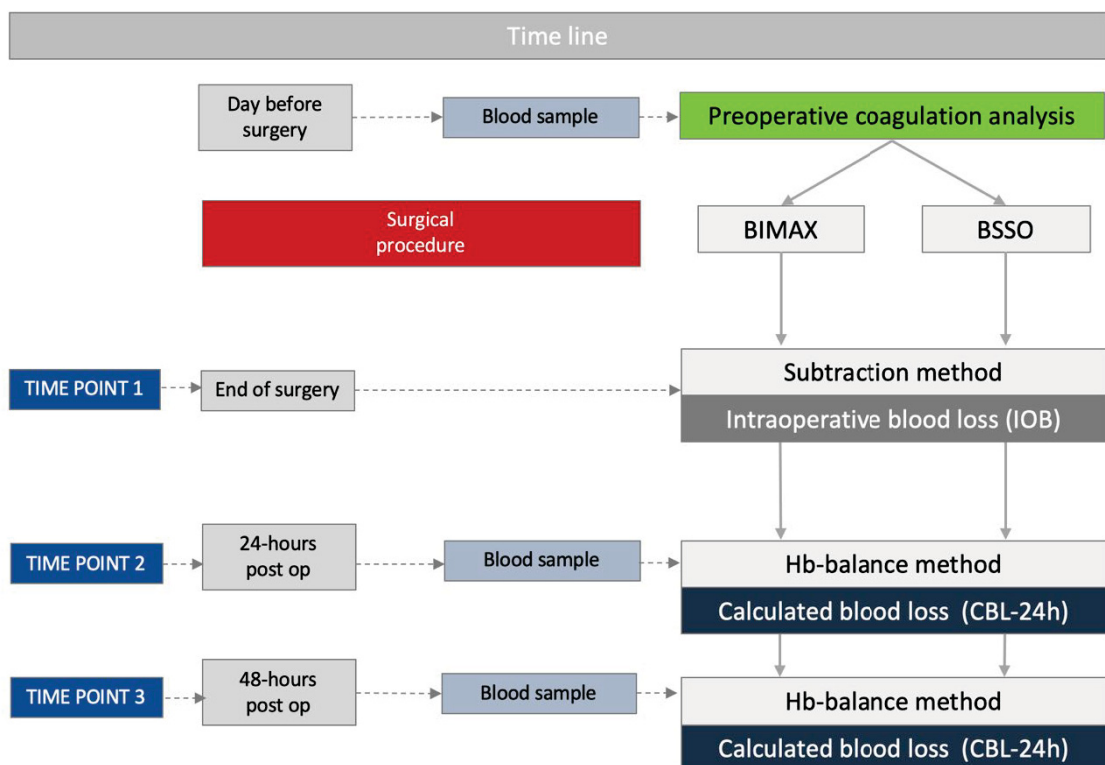 Time line
Day before
surgery
Blood sample
Preoperative coagulation analysis
Surgical
procedure
BIMAX
BSSO
TIME POINT 1
End of surgery
Subtraction method
Intraoperative blood loss (IOB)
TIME POINT 2
24-hours
post op
Blood sample
Hb-balance method
Calculated blood loss (CBL-24h)
TIME POINT 3
48-hours
post op
Blood sample
Hb-balance method
Calculated blood loss (CBL-24h)